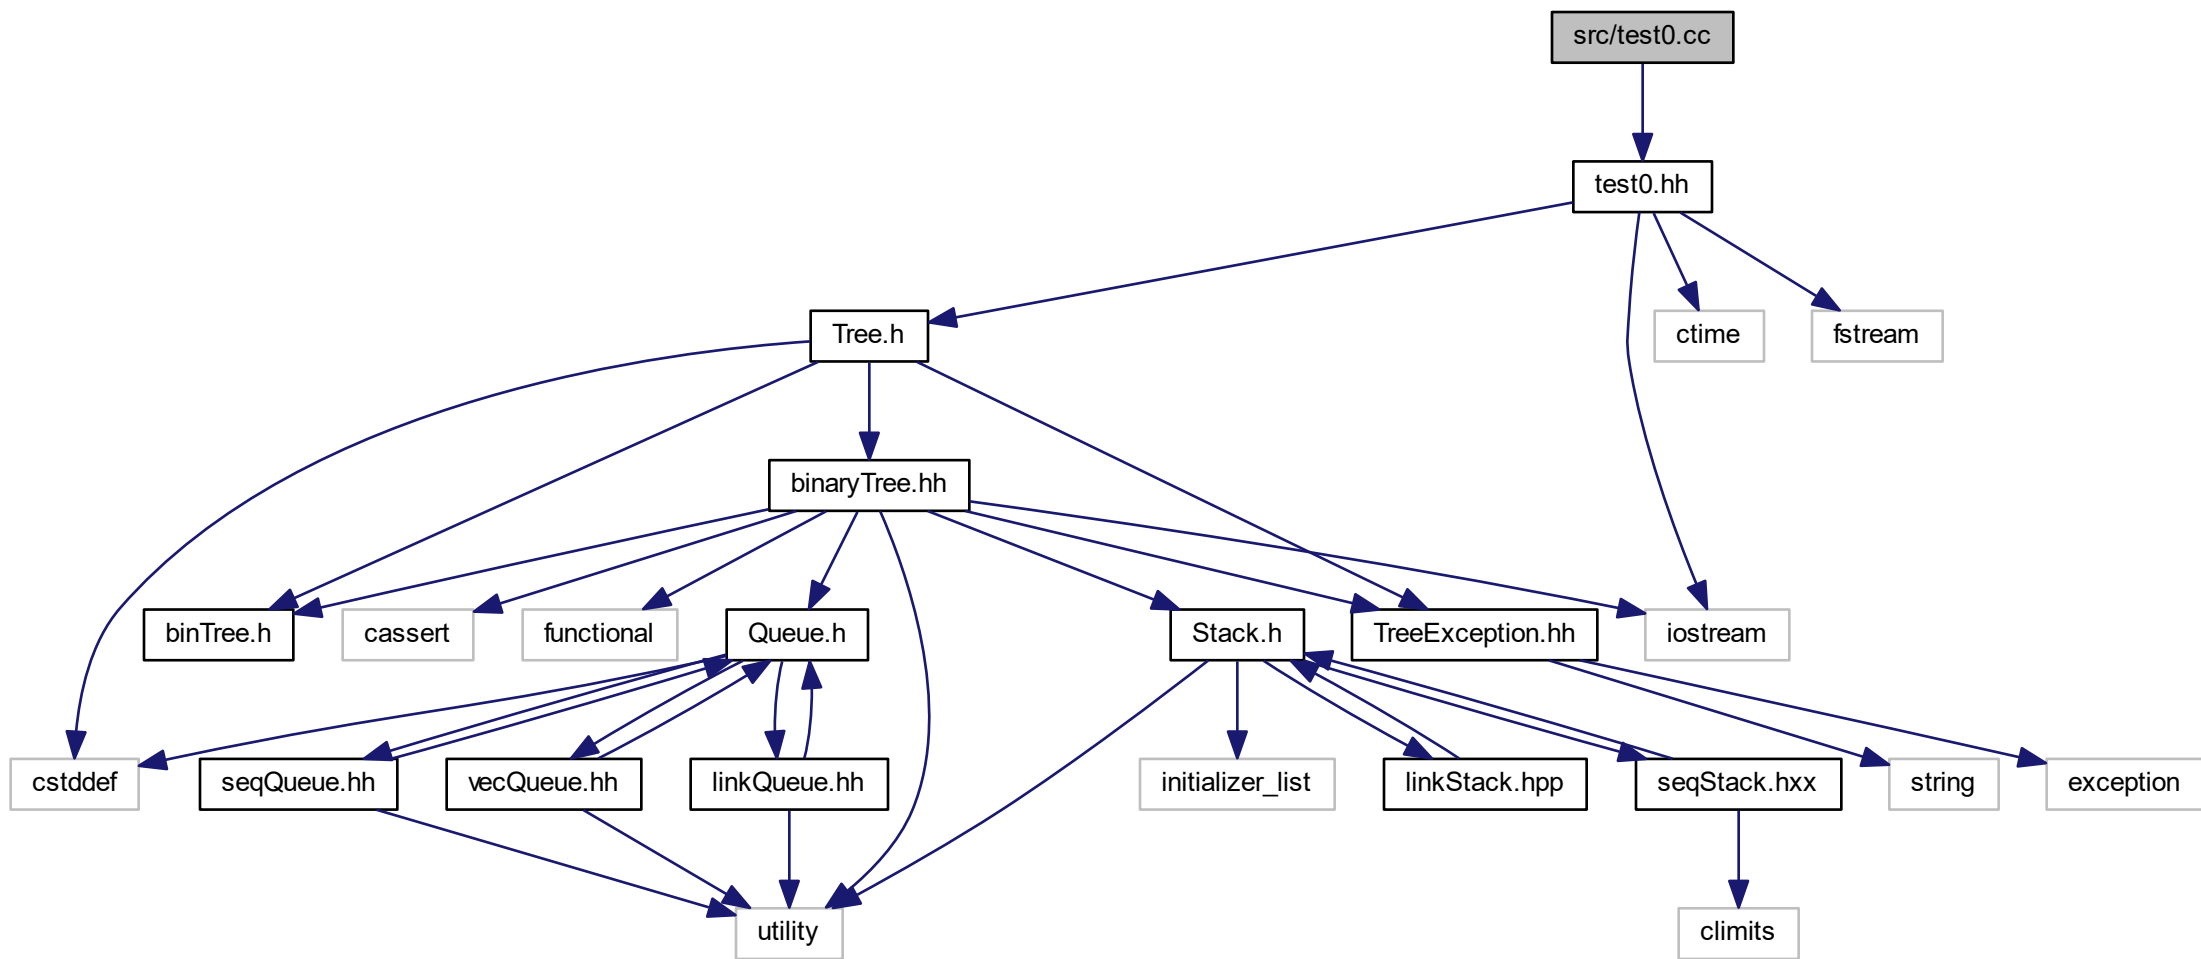 src/test0.cc
test0.hh
Tree.h
ctime
fstream
binaryTree.hh
binTree.h
cassert
functional
Queue.h
Stack.h
TreeException.hh
iostream
cstddef
seqQueue.hh
vecQueue.hh
linkQueue.hh
initializer_list
linkStack.hpp
seqStack.hxx
string
exception
utility
climits